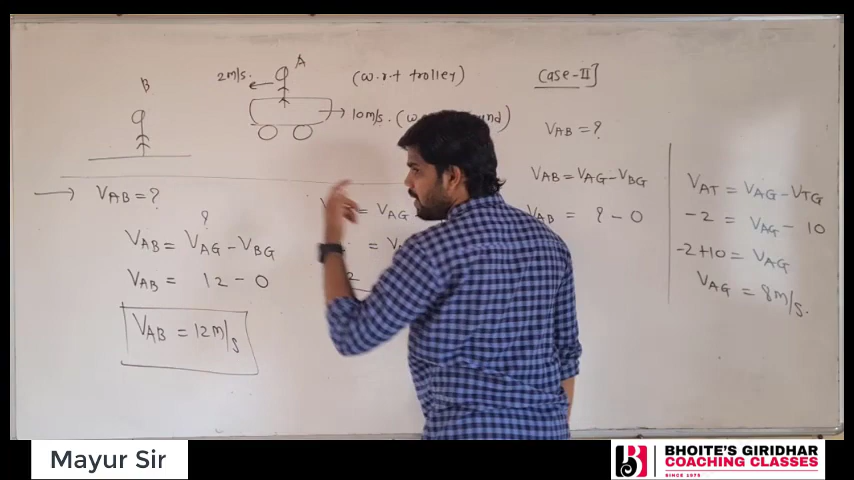 2m/s.
A
(w.r.t trolley)
Case-II]
B
10m/s.
VAB = ?
VAB = ?
?
VAB = VAG - VBG
VAB = 12 - 0
VAB = 12m/s
= VAG
=
2
VAB = VAG - VBG
VAB = ? - 0
VAT = VAG - VTG
-2 = VAG - 10
-2+10 = VAG
VAG = 8m/s.
Mayur Sir
B
BHOITE'S GIRIDHAR
COACHING CLASSES
SINCE 1975